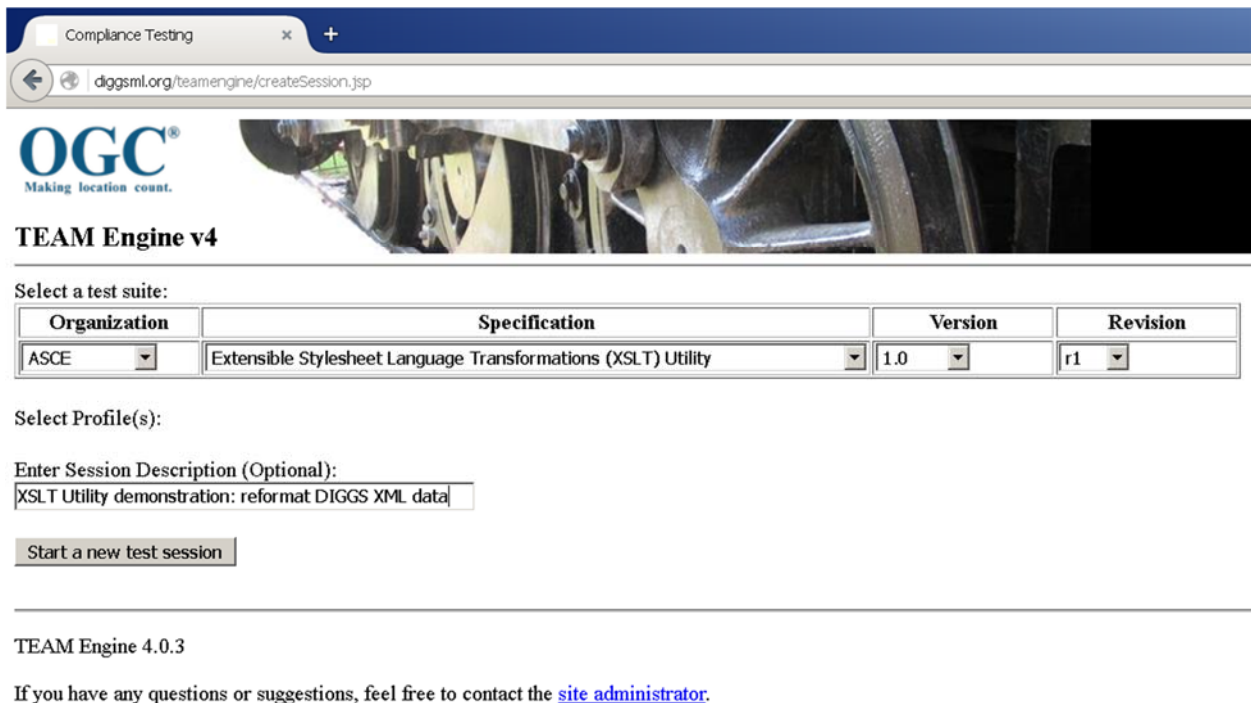 Compliance Testing × +
diggsml.org/teamengine/createSession.jsp
OGC®
Making location count.
TEAM Engine v4
Select a test suite:
Organization Specification Version Revision
ASCE Extensible Stylesheet Language Transformations (XSLT) Utility 1.0 r1
Select Profile(s):
Enter Session Description (Optional):
XSLT Utility demonstration: reformat DIGGS XML data
Start a new test session
TEAM Engine 4.0.3
If you have any questions or suggestions, feel free to contact the site administrator.